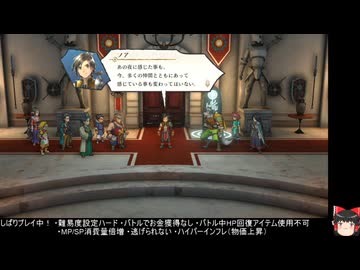 ノア
あの夜に感じた事も、
今、多くの仲間とともにあって
感じている事も変わってはいない。
しばりプレイ中！・難易度設定ハード・バトルでお金獲得なし・バトル中HP回復アイテム使用不可
・MP/SP消費量倍増・逃げられない・ハイパーインフレ(物価上昇)